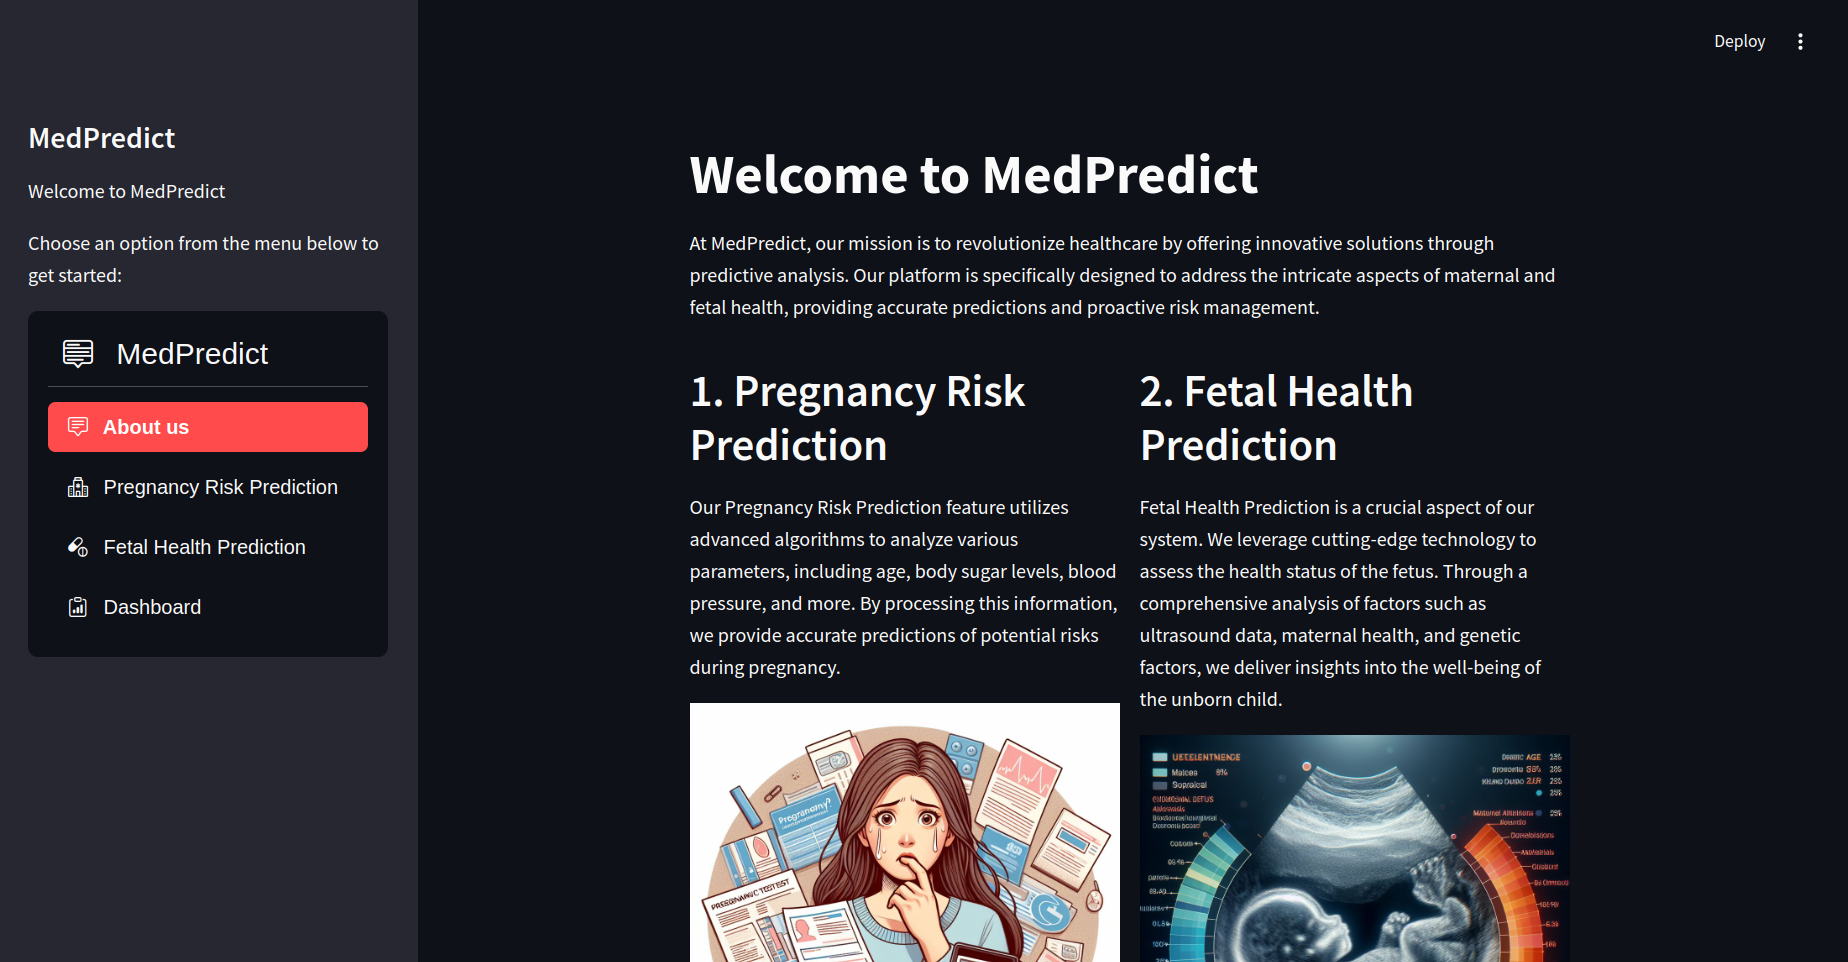 Deploy
MedPredict
Welcome to MedPredict
Choose an option from the menu below to
get started:
MedPredict
About us
Pregnancy Risk Prediction
Fetal Health Prediction
Dashboard
Welcome to MedPredict
At MedPredict, our mission is to revolutionize healthcare by offering innovative solutions through
predictive analysis. Our platform is specifically designed to address the intricate aspects of maternal and
fetal health, providing accurate predictions and proactive risk management.
1. Pregnancy Risk
Prediction
Our Pregnancy Risk Prediction feature utilizes
advanced algorithms to analyze various
parameters, including age, body sugar levels, blood
pressure, and more. By processing this information,
we provide accurate predictions of potential risks
during pregnancy.
2. Fetal Health
Prediction
Fetal Health Prediction is a crucial aspect of our
system. We leverage cutting-edge technology to
assess the health status of the fetus. Through a
comprehensive analysis of factors such as
ultrasound data, maternal health, and genetic
factors, we deliver insights into the well-being of
the unborn child.